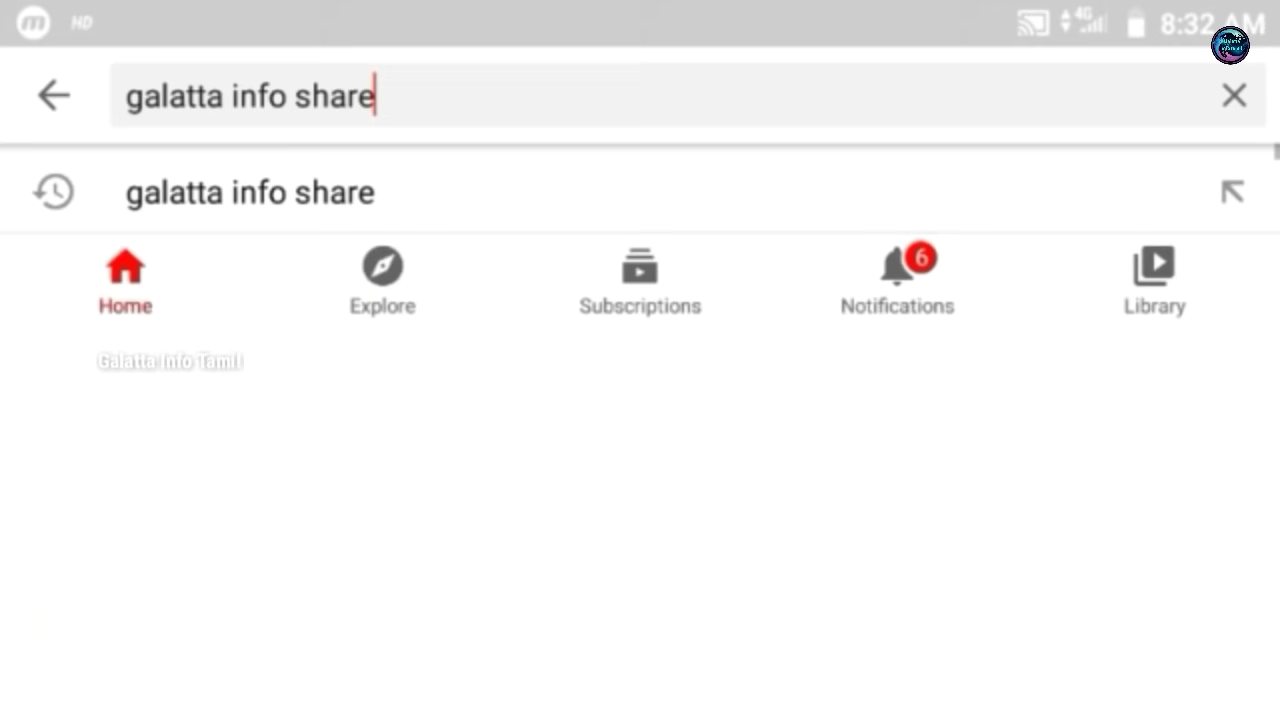 m HD 4G 8:32 AM
galatta info share
galatta info share
6
Home Explore Subscriptions Notifications Library
Galatta Info Tamil